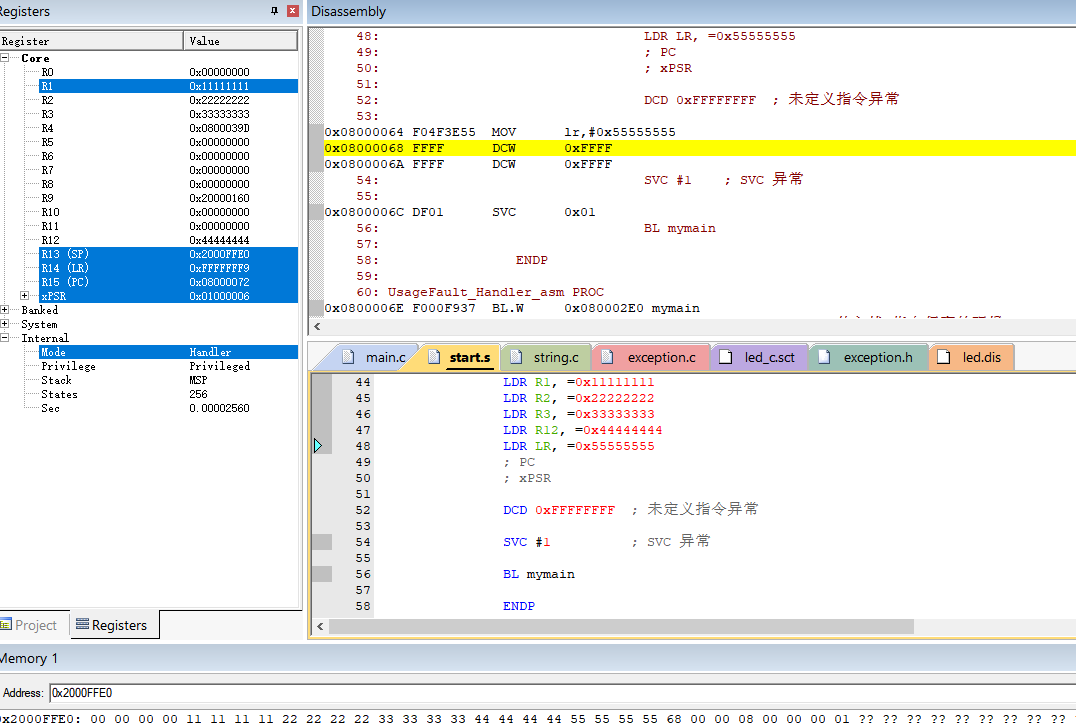 Registers
Register Value
Core
R0 0x00000000
R1 0x11111111
R2 0x22222222
R3 0x33333333
R4 0x0800039D
R5 0x00000000
R6 0x00000000
R7 0x00000000
R8 0x00000000
R9 0x20000160
R10 0x00000000
R11 0x00000000
R12 0x44444444
R13 (SP) 0x2000FFE0
R14 (LR) 0xFFFFFFF9
R15 (PC) 0x08000072
xPSR 0x01000006
Banked
System
Internal
Mode Handler
Privilege Privileged
Stack MSP
States 256
Sec 0.00002560
Project Registers
Disassembly
48: LDR LR, =0x55555555
49: ; PC
50: ; xPSR
51:
52: DCD 0xFFFFFFFF ; 未定义指令异常
53:
0x08000064 F04F3E55 MOV lr,#0x55555555
0x08000068 FFFF DCW 0xFFFF
0x0800006A FFFF DCW 0xFFFF
54: SVC #1 ; SVC 异常
55:
0x0800006C DF01 SVC 0x01
56: BL mymain
57:
58: ENDP
59:
60: UsageFault_Handler_asm PROC
0x0800006E F000F937 BL.W 0x080002E0 mymain
main.c start.s string.c exception.c led_c.sct exception.h led.dis
44 LDR R1, =0x11111111
45 LDR R2, =0x22222222
46 LDR R3, =0x33333333
47 LDR R12, =0x44444444
48 LDR LR, =0x55555555
49 ; PC
50 ; xPSR
51
52 DCD 0xFFFFFFFF ; 未定义指令异常
53
54 SVC #1 ; SVC 异常
55
56 BL mymain
57
58 ENDP
Memory 1
Address: 0x2000FFE0
0x2000FFE0: 00 00 00 00 11 11 11 11 22 22 22 22 33 33 33 33 44 44 44 44 55 55 55 55 68 00 00 08 00 00 00 01 ?? ?? ?? ?? ?? ?? ?? ?? ??